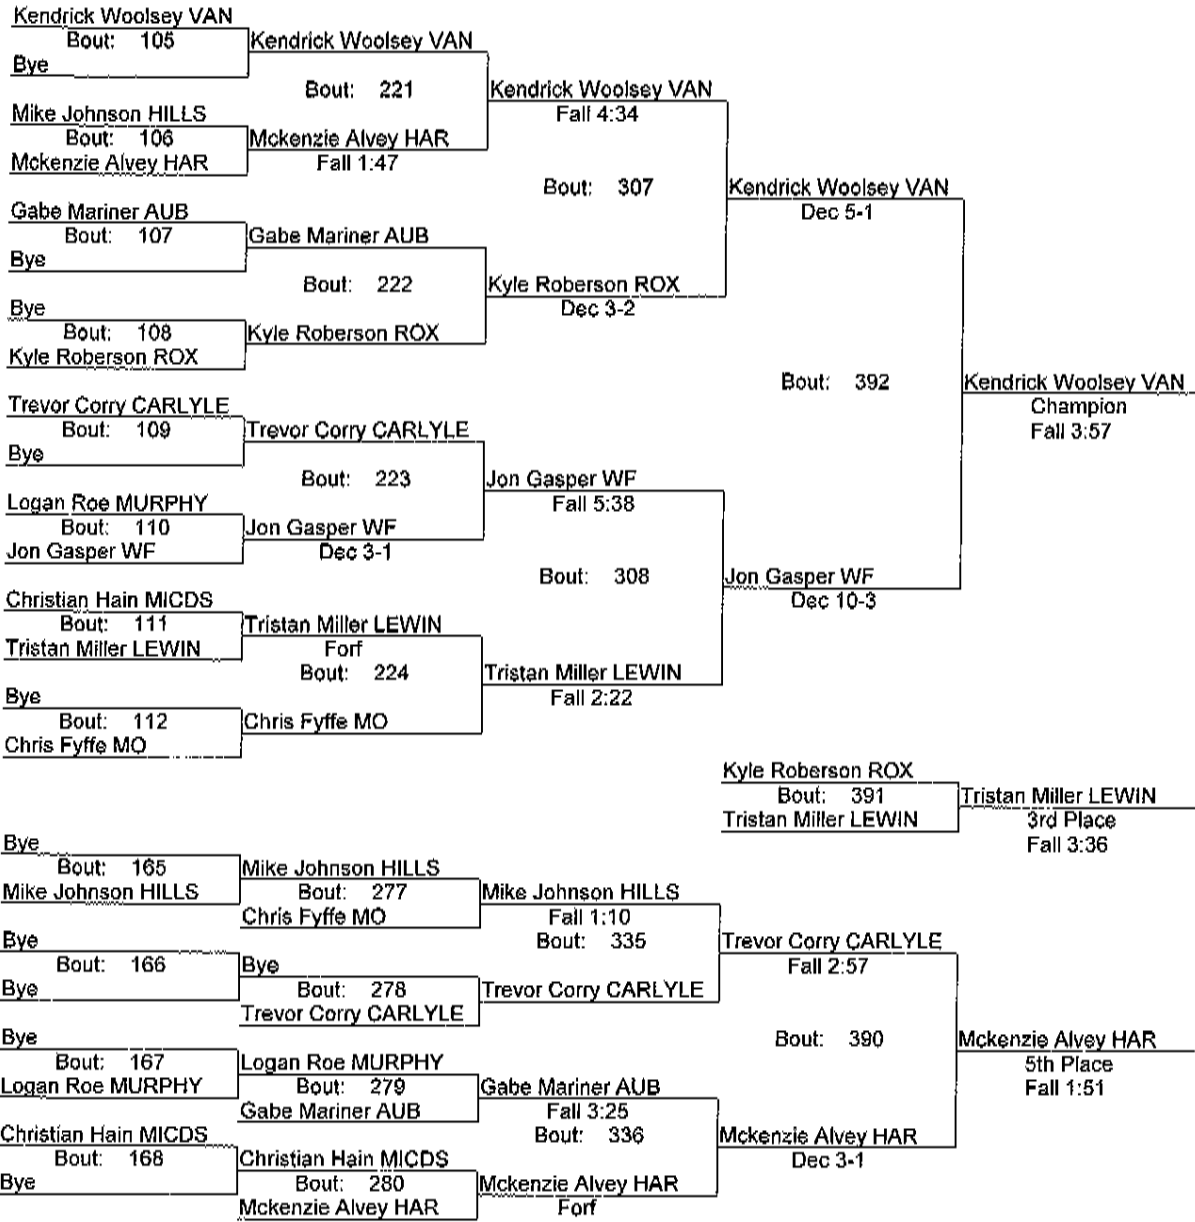 Kendrick Woolsey VAN
Bout: 105
Bye
Kendrick Woolsey VAN
Bout: 221
Mike Johnson HILLS
Bout: 106
Mckenzie Alvey HAR
Mckenzie Alvey HAR
Fall 1:47
Kendrick Woolsey VAN
Fall 4:34
Bout: 307
Gabe Mariner AUB
Bout: 107
Bye
Gabe Mariner AUB
Bout: 222
Bye
Bout: 108
Kyle Roberson ROX
Kyle Roberson ROX
Kyle Roberson ROX
Dec 3-2
Kendrick Woolsey VAN
Dec 5-1
Bout: 392
Kendrick Woolsey VAN
Champion
Fall 3:57
Trevor Corry CARLYLE
Bout: 109
Bye
Trevor Corry CARLYLE
Bout: 223
Logan Roe MURPHY
Bout: 110
Jon Gasper WF
Jon Gasper WF
Dec 3-1
Jon Gasper WF
Fall 5:38
Bout: 308
Christian Hain MICDS
Bout: 111
Tristan Miller LEWIN
Tristan Miller LEWIN
Forf
Bout: 224
Bye
Bout: 112
Chris Fyffe MO
Chris Fyffe MO
Tristan Miller LEWIN
Fall 2:22
Jon Gasper WF
Dec 10-3
Kyle Roberson ROX
Bout: 391
Tristan Miller LEWIN
Tristan Miller LEWIN
3rd Place
Fall 3:36
Bye
Bout: 165
Mike Johnson HILLS
Mike Johnson HILLS
Bout: 277
Chris Fyffe MO
Mike Johnson HILLS
Fall 1:10
Bout: 335
Bye
Bout: 166
Bye
Bye
Bout: 278
Trevor Corry CARLYLE
Trevor Corry CARLYLE
Trevor Corry CARLYLE
Fall 2:57
Bout: 390
Mckenzie Alvey HAR
5th Place
Fall 1:51
Bye
Bout: 167
Logan Roe MURPHY
Logan Roe MURPHY
Bout: 279
Gabe Mariner AUB
Gabe Mariner AUB
Fall 3:25
Bout: 336
Christian Hain MICDS
Bout: 168
Bye
Christian Hain MICDS
Bout: 280
Mckenzie Alvey HAR
Mckenzie Alvey HAR
Forf
Mckenzie Alvey HAR
Dec 3-1